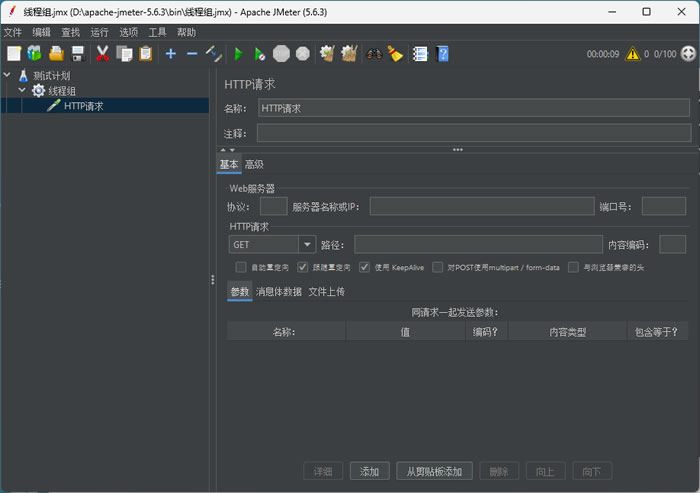 线程组.jmx (D:\apache-jmeter-5.6.3\bin\线程组.jmx) - Apache JMeter (5.6.3)
文件 编辑 查找 运行 选项 工具 帮助
00:00:09 0 0/100
测试计划
线程组
HTTP请求
HTTP请求
名称: HTTP请求
注释:
基本 高级
Web服务器
协议: 服务器名称或IP: 端口号:
HTTP请求
GET 路径: 内容编码:
自动重定向 跟随重定向 使用 KeepAlive 对POST使用multipart / form-data 与浏览器兼容的头
参数 消息体数据 文件上传
同请求一起发送参数:
名称: 值 编码? 内容类型 包含等于?
详细 添加 从剪贴板添加 删除 向上 向下